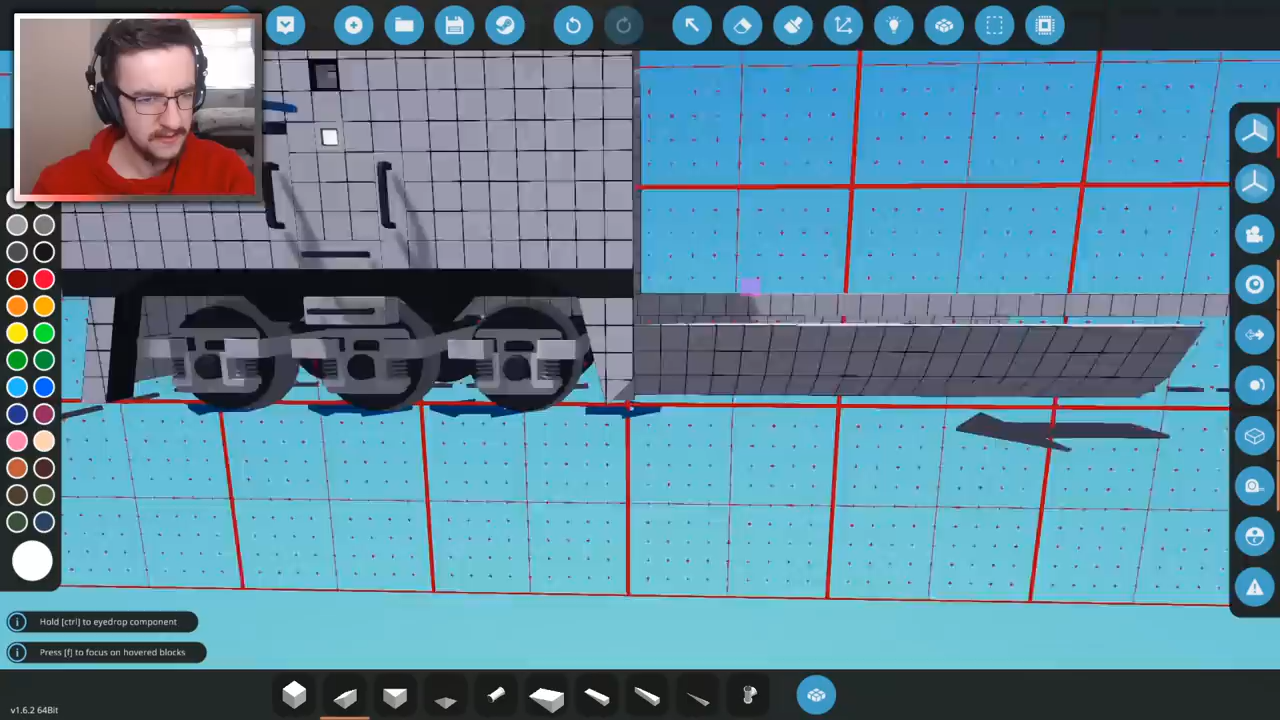 Hold [ctrl] to eyedrop component
Press [f] to focus on hovered blocks
v1.6.2 64Bit